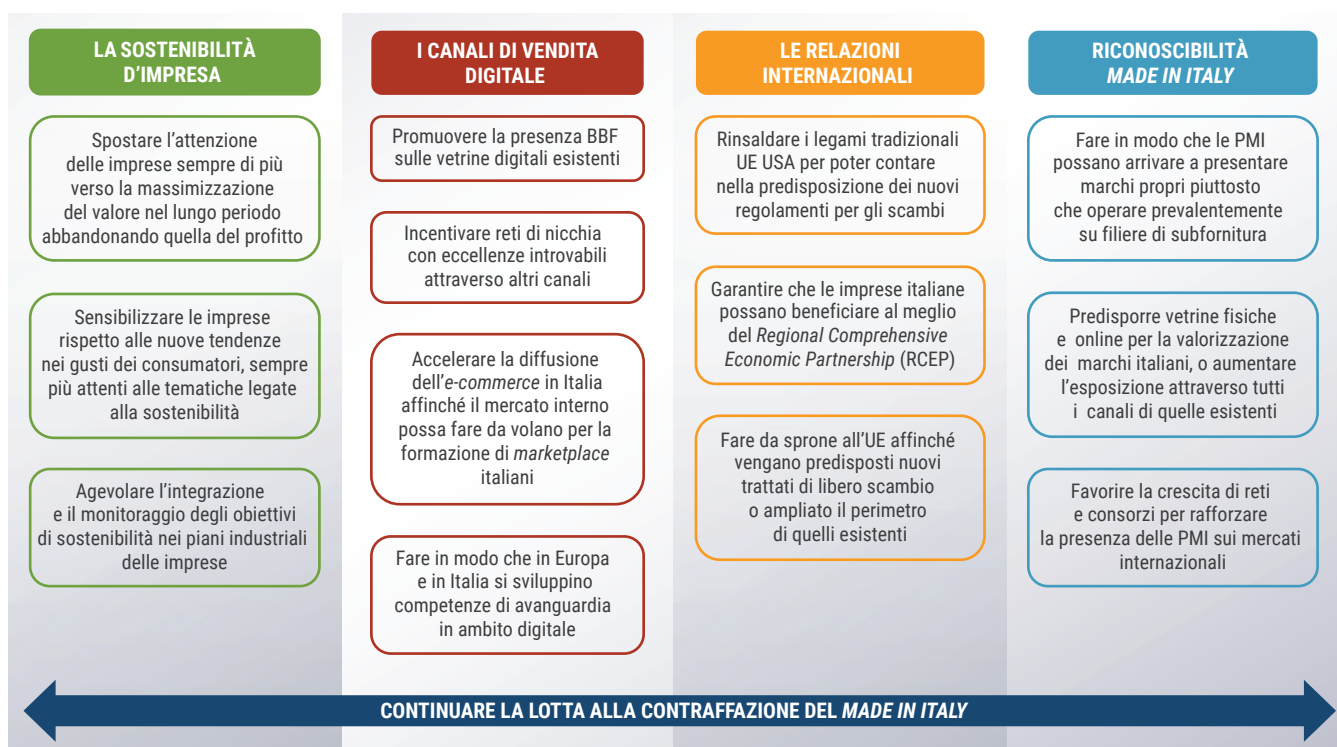 LA SOSTENIBILITÀ
D'IMPRESA
Spostare l'attenzione
delle imprese sempre di più
verso la massimizzazione
del valore nel lungo periodo
abbandonando quella del profitto
Sensibilizzare le imprese
rispetto alle nuove tendenze
nei gusti dei consumatori, sempre
più attenti alle tematiche legate
alla sostenibilità
Agevolare l'integrazione
e il monitoraggio degli obiettivi
di sostenibilità nei piani industriali
delle imprese
I CANALI DI VENDITA
DIGITALE
Promuovere la presenza BBF
sulle vetrine digitali esistenti
Incentivare reti di nicchia
con eccellenze introvabili
attraverso altri canali
Accelerare la diffusione
dell'e-commerce in Italia
affinché il mercato interno
possa fare da volano per la
formazione di marketplace
italiani
Fare in modo che in Europa
e in Italia si sviluppino
competenze di avanguardia
in ambito digitale
LE RELAZIONI
INTERNAZIONALI
Rinsaldare i legami tradizionali
UE USA per poter contare
nella predisposizione dei nuovi
regolamenti per gli scambi
Garantire che le imprese italiane
possano beneficiare al meglio
del Regional Comprehensive
Economic Partnership (RCEP)
Fare da sprone all'UE affinché
vengano predisposti nuovi
trattati di libero scambio
o ampliato il perimetro
di quelli esistenti
RICONOSCIBILITÀ
MADE IN ITALY
Fare in modo che le PMI
possano arrivare a presentare
marchi propri piuttosto
che operare prevalentemente
su filiere di subfornitura
Predisporre vetrine fisiche
e online per la valorizzazione
dei marchi italiani, o aumentare
l'esposizione attraverso tutti
i canali di quelle esistenti
Favorire la crescita di reti
e consorzi per rafforzare
la presenza delle PMI sui mercati
internazionali
CONTINUARE LA LOTTA ALLA CONTRAFFAZIONE DEL MADE IN ITALY